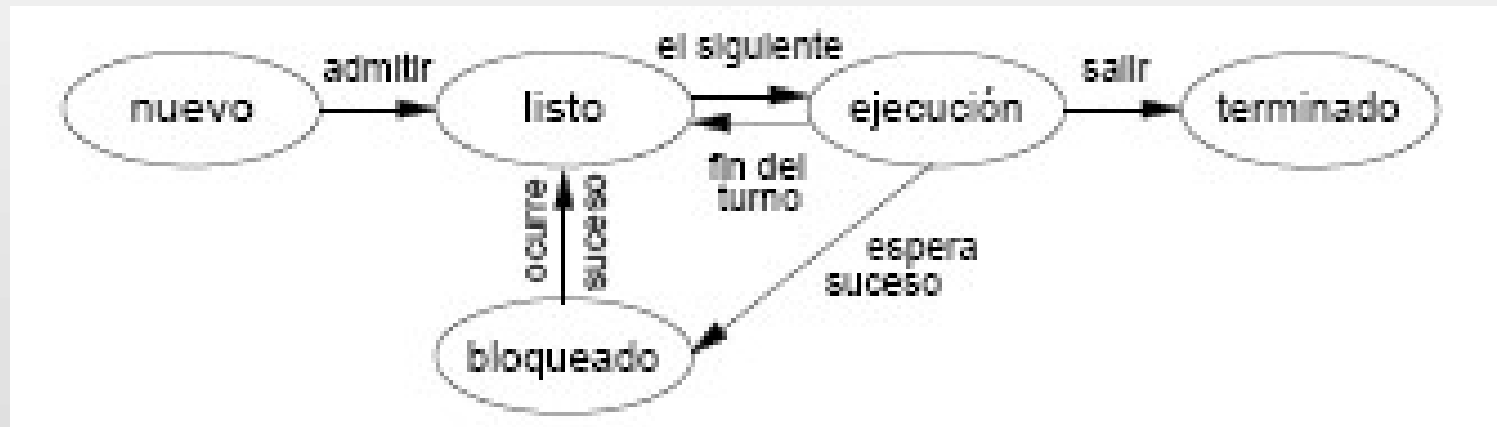 nuevo
admitir
listo
el siguiente
fin del
turno
ejecución
salir
terminado
ocurre
suceso
espera
suceso
bloqueado